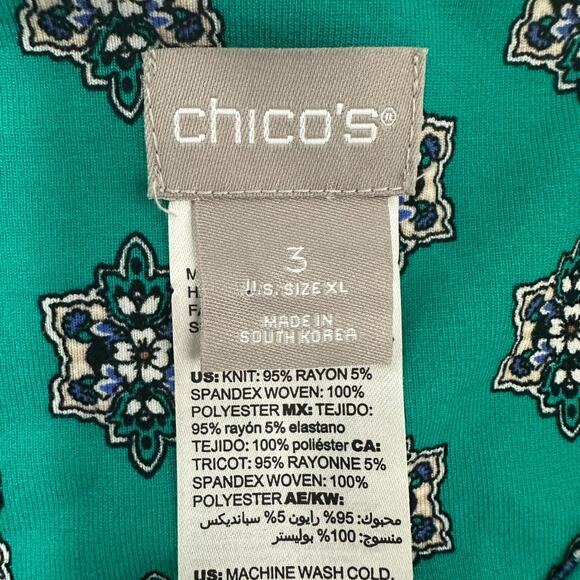 chico's®
3
U.S. SIZE XL
MADE IN
SOUTH KOREA
US: KNIT: 95% RAYON 5%
SPANDEX WOVEN: 100%
POLYESTER MX: TEJIDO:
95% rayón 5% elastano
TEJIDO: 100% poliéster CA:
TRICOT: 95% RAYONNE 5%
SPANDEX WOVEN: 100%
POLYESTER AE/KW:
محبوك: 95% رايون 5% سبانديكس
منسوج: 100% بوليستر
US: MACHINE WASH COLD,